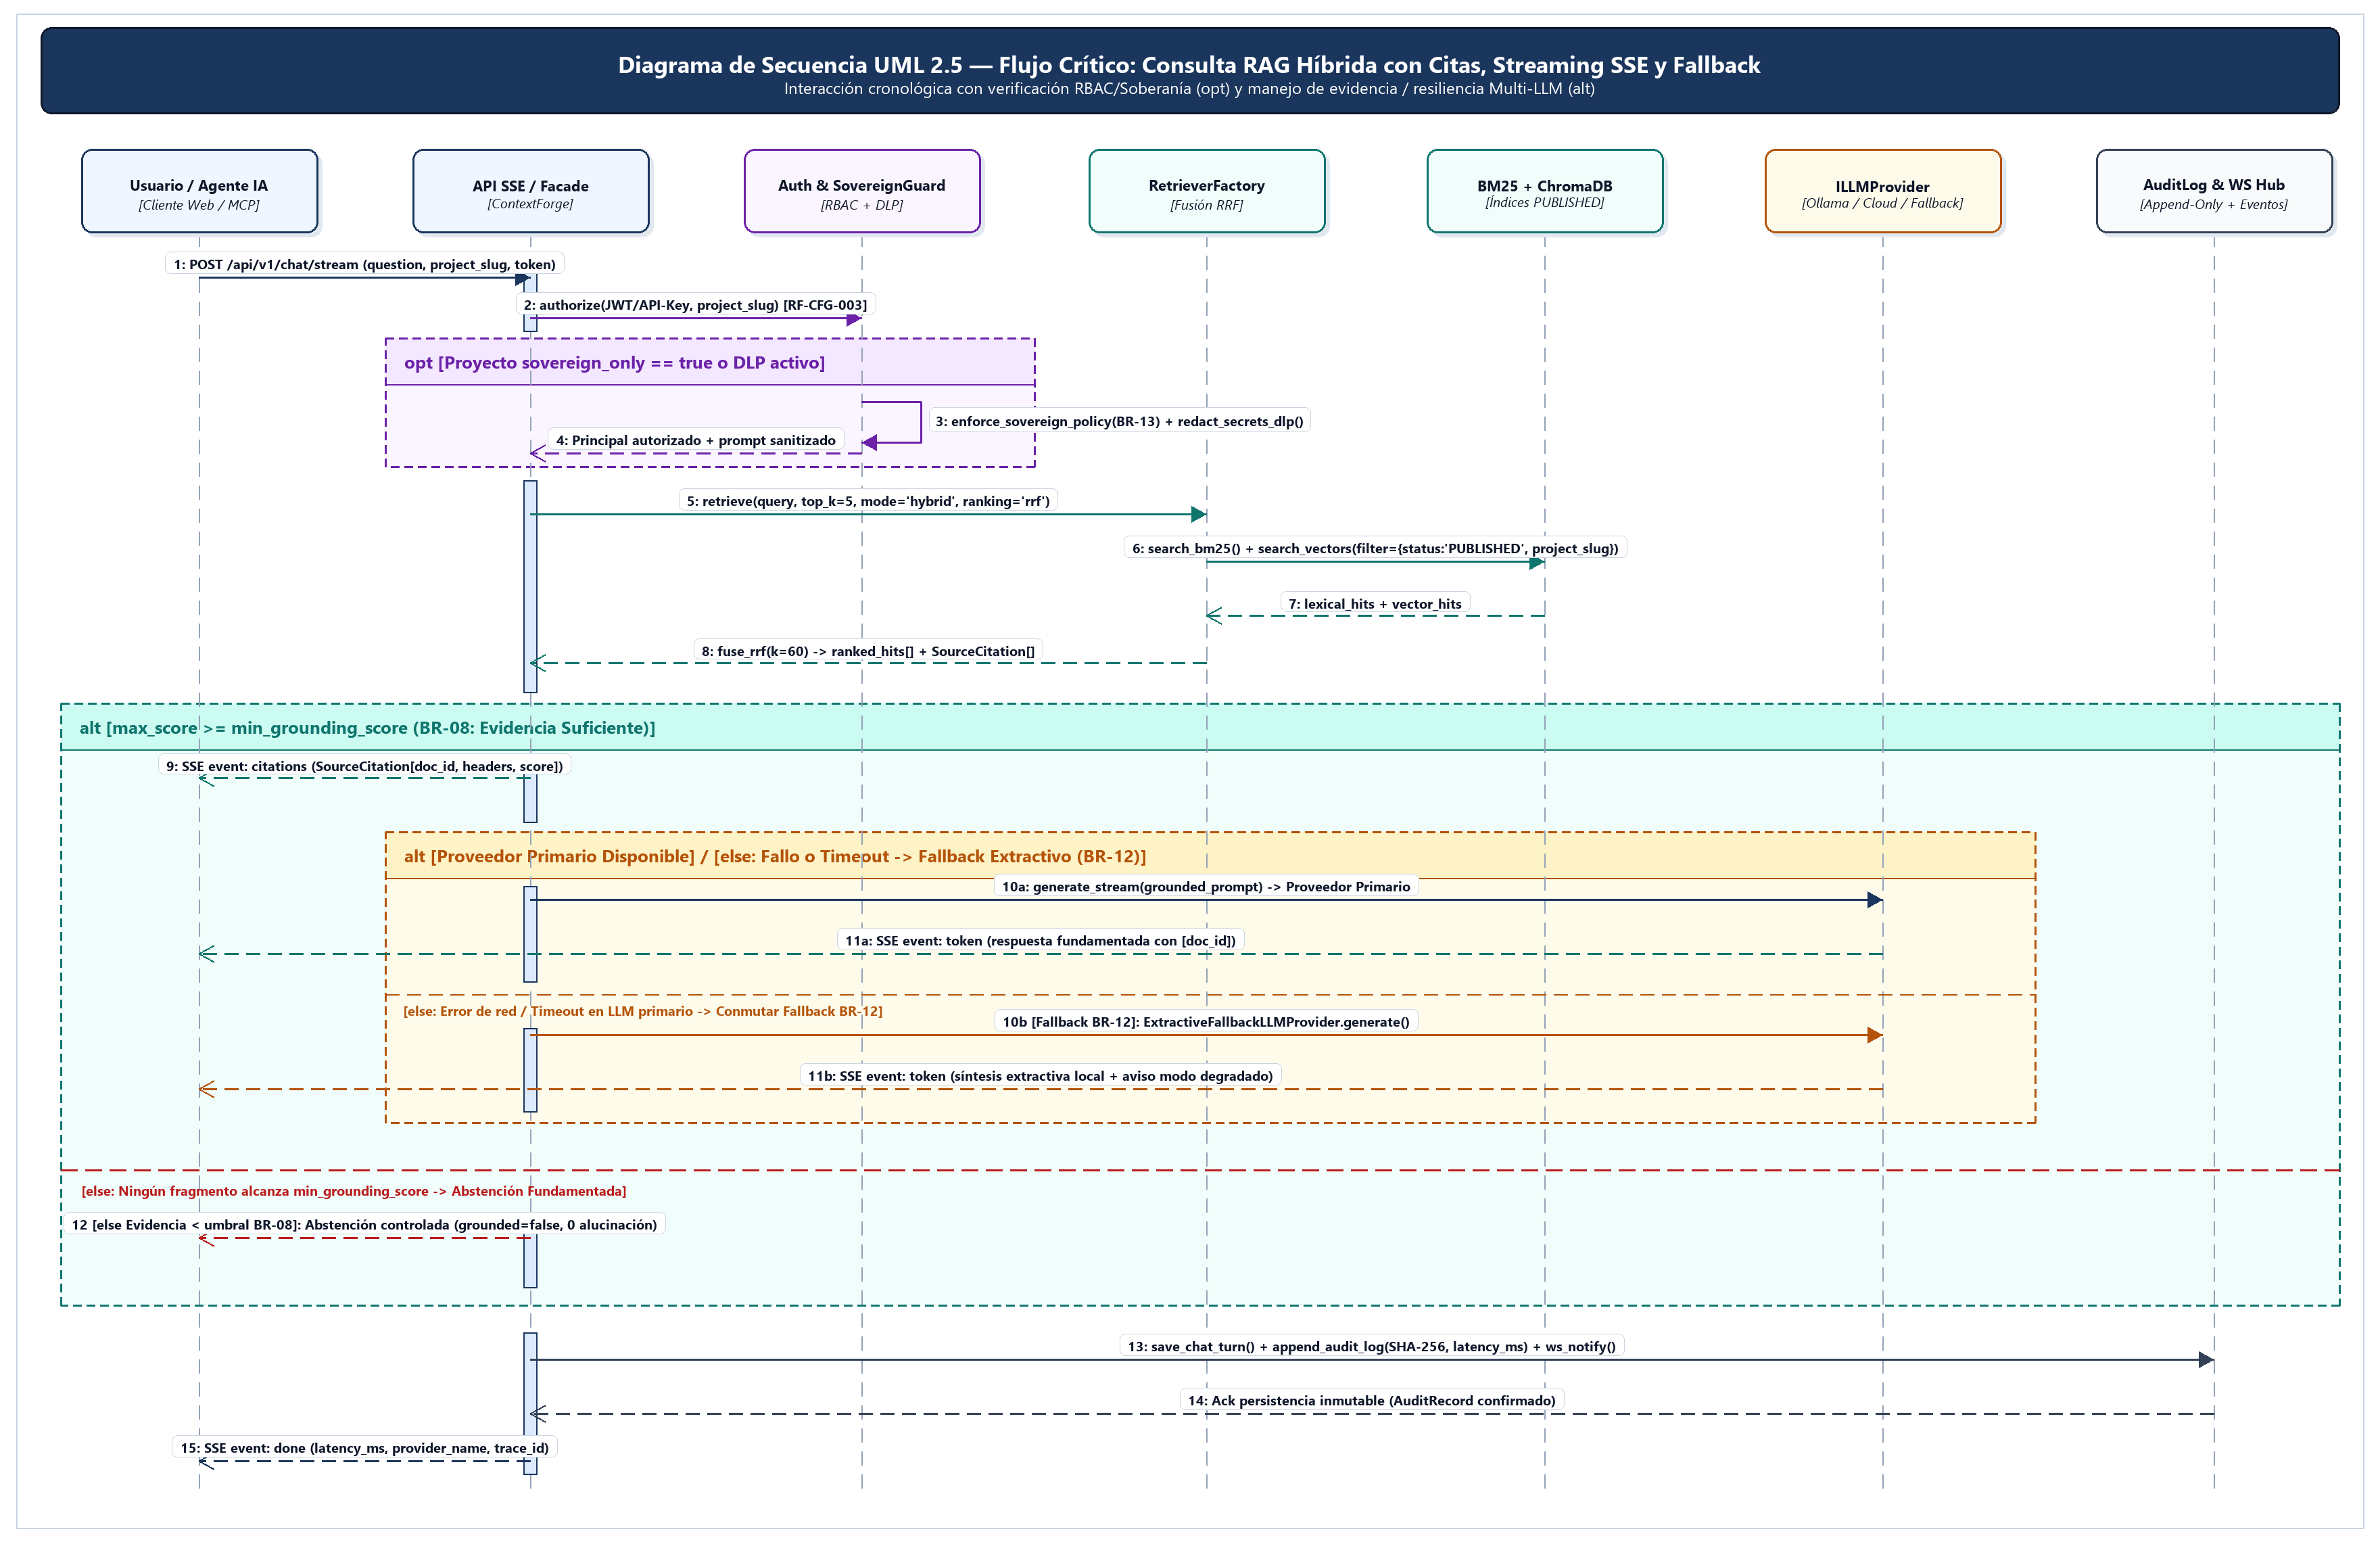 Diagrama de Secuencia UML 2.5 — Flujo Crítico: Consulta RAG Híbrida con Citas, Streaming SSE y Fallback
Interacción cronológica con verificación RBAC/Soberanía (opt) y manejo de evidencia / resiliencia Multi-LLM (alt)
Usuario / Agente IA
[Cliente Web / MCP]
API SSE / Facade
[ContextForge]
Auth & SovereignGuard
[RBAC + DLP]
RetrieverFactory
[Fusión RRF]
BM25 + ChromaDB
[Índices PUBLISHED]
ILLMProvider
[Ollama / Cloud / Fallback]
AuditLog & WS Hub
[Append-Only + Eventos]
1: POST /api/v1/chat/stream (question, project_slug, token)
2: authorize(JWT/API-Key, project_slug) [RF-CFG-003]
opt [Proyecto sovereign_only == true o DLP activo]
3: enforce_sovereign_policy(BR-13) + redact_secrets_dlp()
4: Principal autorizado + prompt sanitizado
5: retrieve(query, top_k=5, mode='hybrid', ranking='rrf')
6: search_bm25() + search_vectors(filter={status:'PUBLISHED', project_slug})
7: lexical_hits + vector_hits
8: fuse_rrf(k=60) -> ranked_hits[] + SourceCitation[]
alt [max_score >= min_grounding_score (BR-08: Evidencia Suficiente)]
9: SSE event: citations (SourceCitation[doc_id, headers, score])
alt [Proveedor Primario Disponible] / [else: Fallo o Timeout -> Fallback Extractivo (BR-12)]
10a: generate_stream(grounded_prompt) -> Proveedor Primario
11a: SSE event: token (respuesta fundamentada con [doc_id])
[else: Error de red / Timeout en LLM primario -> Conmutar Fallback BR-12]
10b [Fallback BR-12]: ExtractiveFallbackLLMProvider.generate()
11b: SSE event: token (síntesis extractiva local + aviso modo degradado)
[else: Ningún fragmento alcanza min_grounding_score -> Abstención Fundamentada]
12 [else Evidencia < umbral BR-08]: Abstención controlada (grounded=false, 0 alucinación)
13: save_chat_turn() + append_audit_log(SHA-256, latency_ms) + ws_notify()
14: Ack persistencia inmutable (AuditRecord confirmado)
15: SSE event: done (latency_ms, provider_name, trace_id)